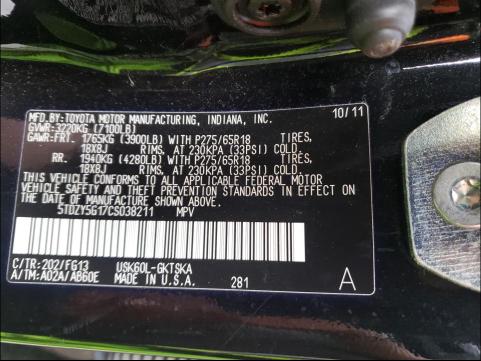 MFD.BY:TOYOTA MOTOR MANUFACTURING, INDIANA, INC. 10/11
GVWR:3220KG (7100LB)
GAWR:FRT. 1765KG (3900LB) WITH P275/65R18 TIRES,
18X8J RIMS, AT 230KPA (33PSI) COLD.
RR. 1940KG (4280LB) WITH P275/65R18 TIRES,
18X8J RIMS, AT 230KPA (33PSI) COLD.
THIS VEHICLE CONFORMS TO ALL APPLICABLE FEDERAL MOTOR
VEHICLE SAFETY AND THEFT PREVENTION STANDARDS IN EFFECT ON
THE DATE OF MANUFACTURE SHOWN ABOVE.
5TDZY5G17CS038211 MPV
C/TR:202/FG13 USK60L-GKTSKA
A/TM:A02A/AB60E MADE IN U.S.A. 281 A